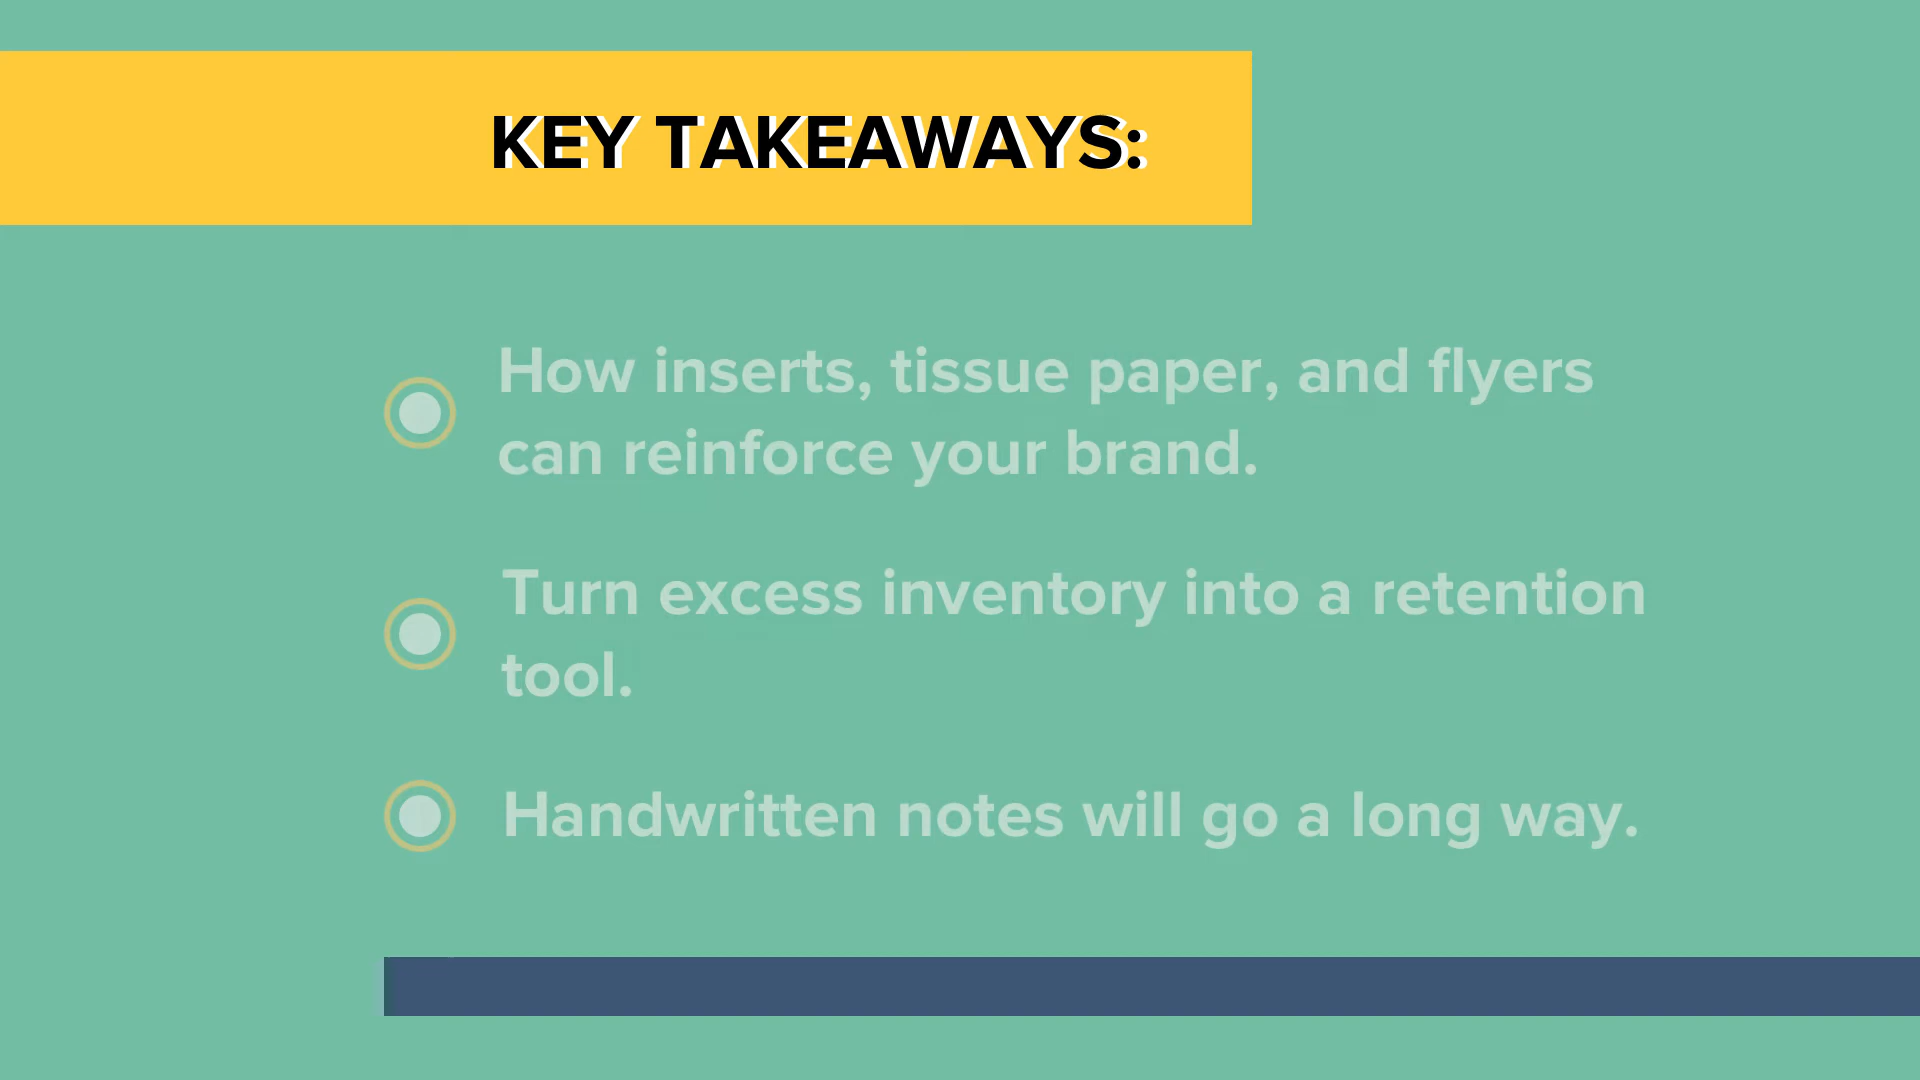 KEY TAKEAWAYS:
How inserts, tissue paper, and flyers
can reinforce your brand.
Turn excess inventory into a retention
tool.
Handwritten notes will go a long way.